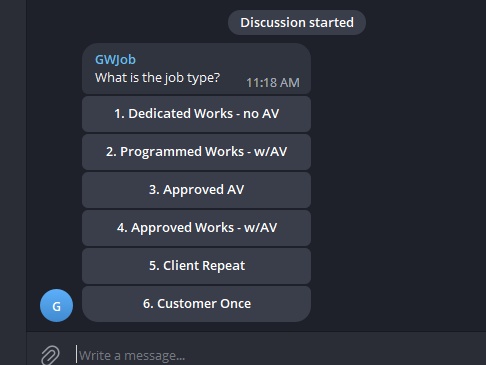 Discussion started
GWJob
What is the job type?
11:18 AM
1. Dedicated Works - no AV
2. Programmed Works - w/AV
3. Approved AV
4. Approved Works - w/AV
5. Client Repeat
6. Customer Once
G
Write a message...